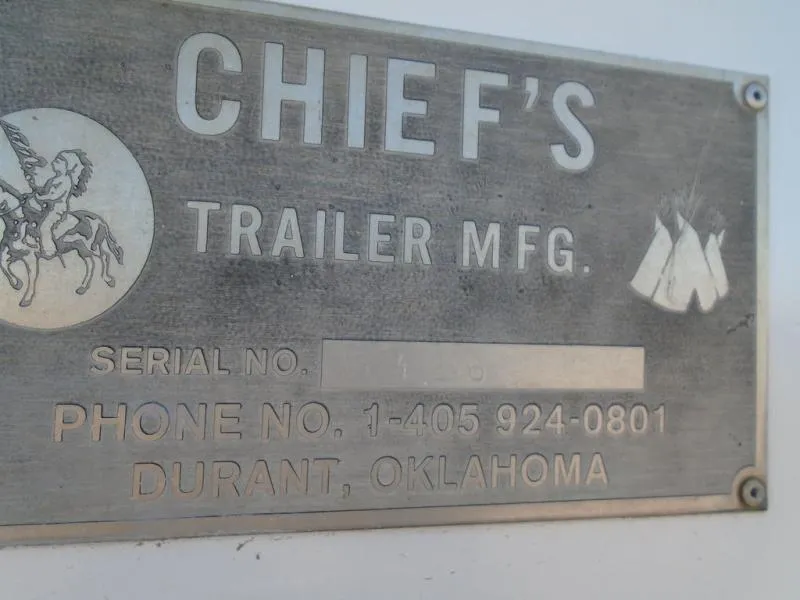 CHIEF'S
TRAILER MFG.
SERIAL NO.
PHONE NO. 1-405 924-0801
DURANT, OKLAHOMA